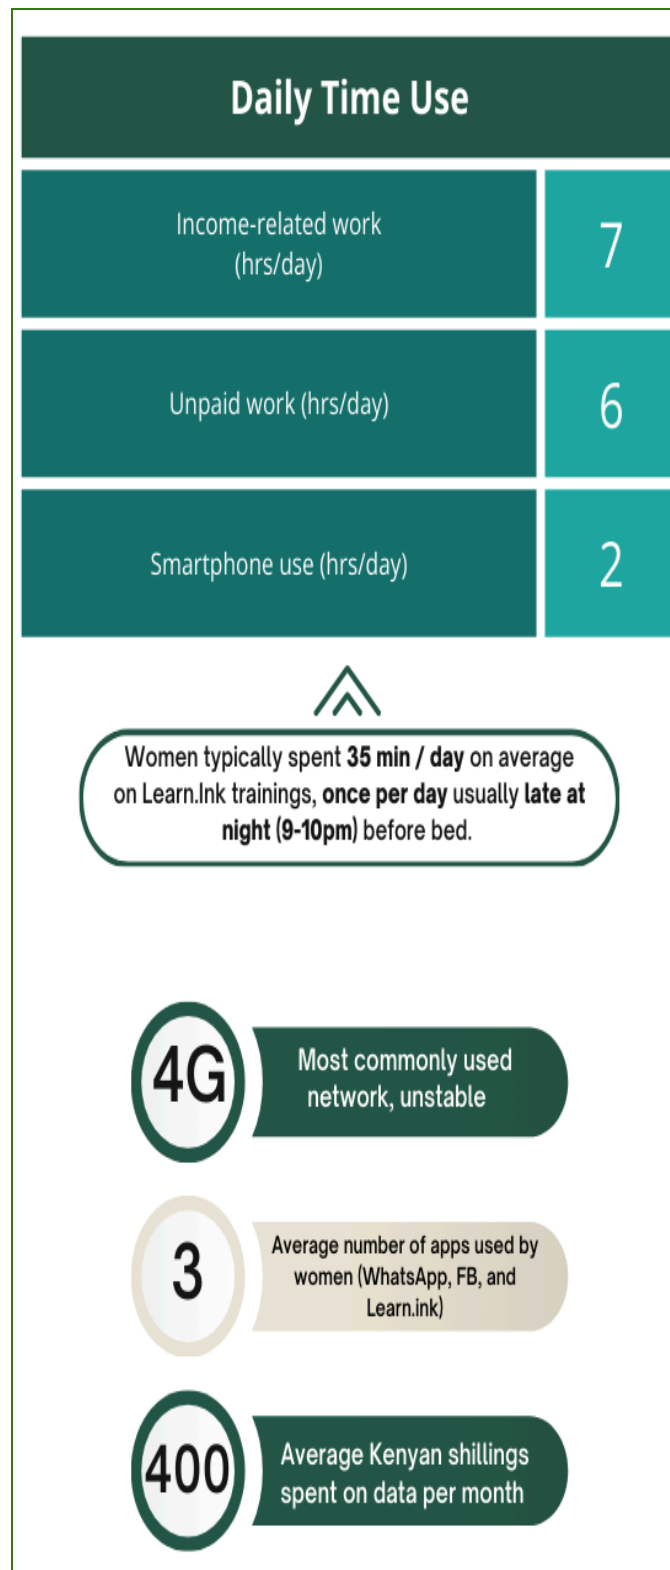 Daily Time Use
Income-related work
(hrs/day)
7
Unpaid work (hrs/day)
6
Smartphone use (hrs/day)
2
Women typically spent 35 min / day on average
on Learn.Ink trainings, once per day usually late at
night (9-10pm) before bed.
4G
Most commonly used
network, unstable
3
Average number of apps used by
women (WhatsApp, FB, and
Learn.ink)
400
Average Kenyan shillings
spent on data per month